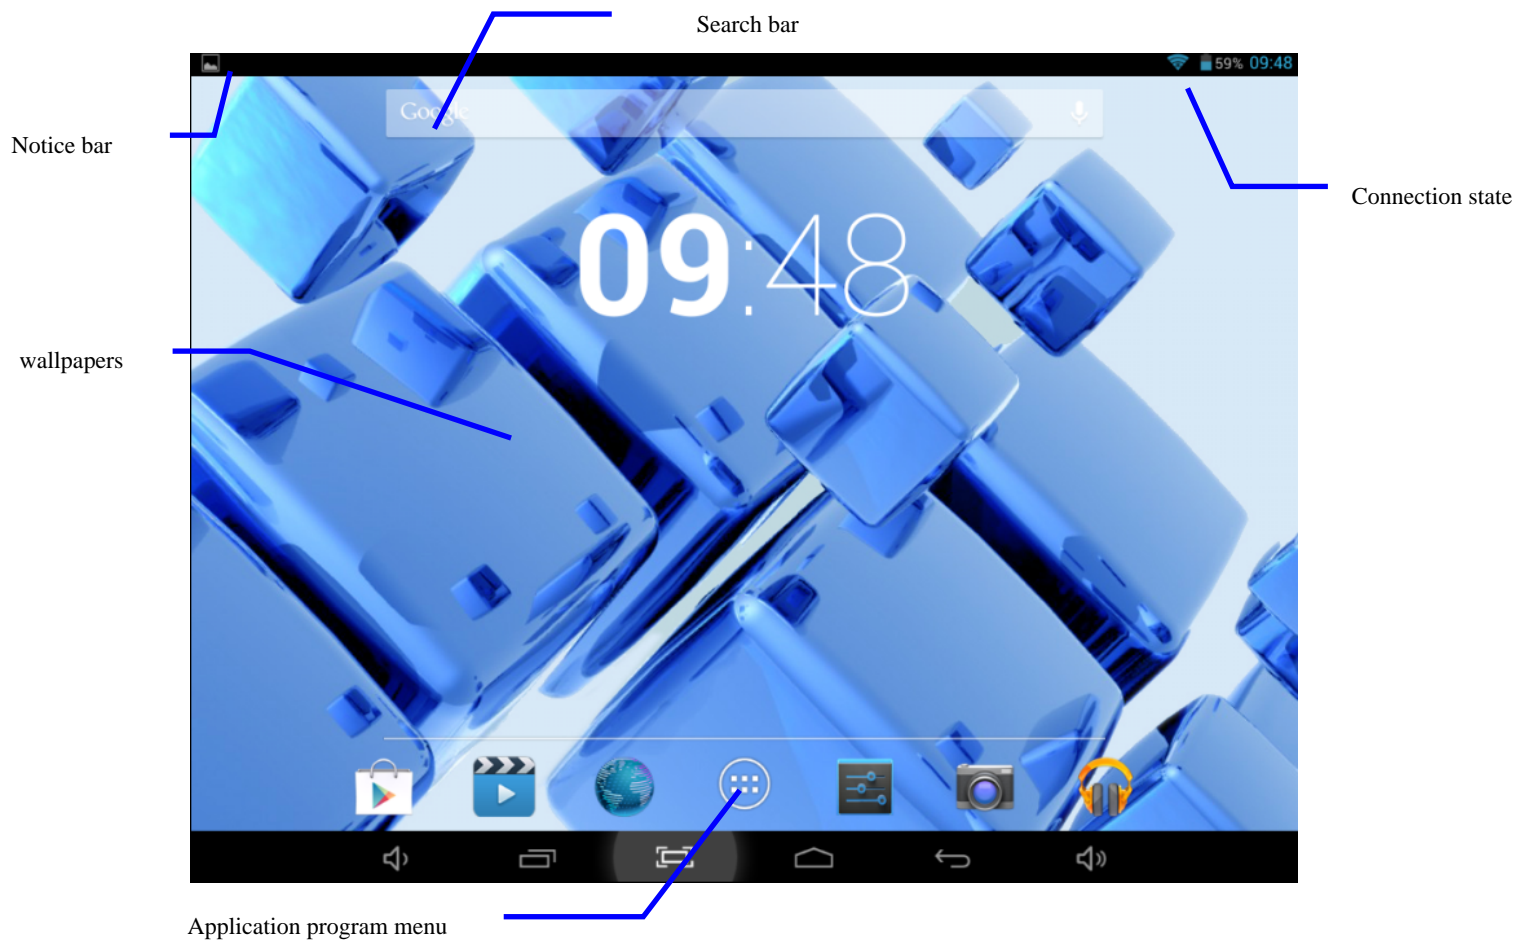 Search bar
59% 09:48
Google
Notice bar
Connection state
09:48
wallpapers
Application program menu